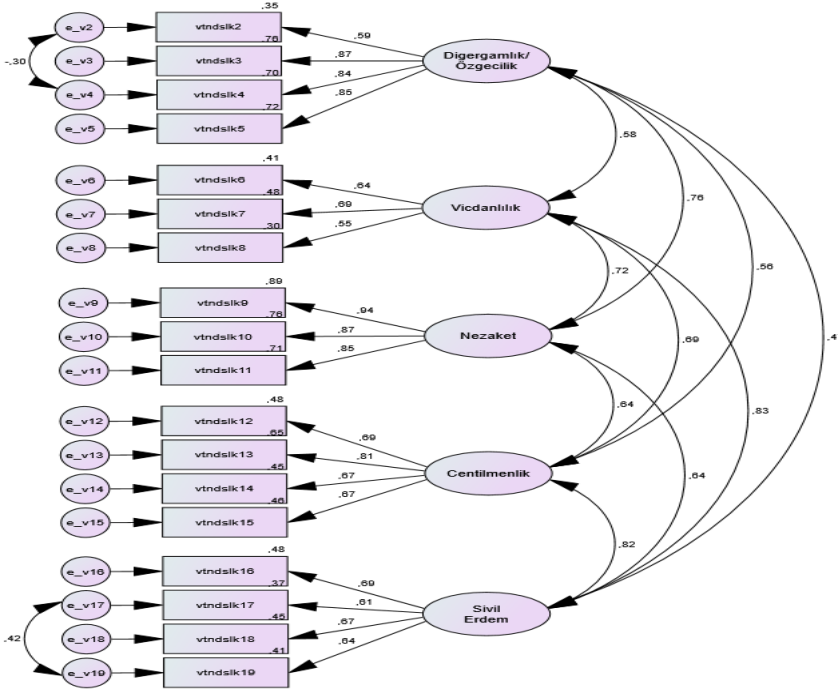 .35
e_v2
vtndslk2
.76
.59
e_v3
vtndslk3
.70
.87
Digergamlık/
Özgecilik
-.30
e_v4
vtndslk4
.72
.84
e_v5
vtndslk5
.85
.58
.41
e_v6
vtndslk6
.48
.64
e_v7
vtndslk7
.30
.69
Vicdanlılık
.76
e_v8
vtndslk8
.55
.72
.56
.89
e_v9
vtndslk9
.76
.94
e_v10
vtndslk10
.71
.87
Nezaket
.69
.4
e_v11
vtndslk11
.85
.64
.83
.48
e_v12
vtndslk12
.65
.69
e_v13
vtndslk13
.45
.81
Centilmenlik
.64
e_v14
vtndslk14
.46
.67
e_v15
vtndslk15
.67
.82
.48
e_v16
vtndslk16
.37
.69
e_v17
vtndslk17
.45
.61
Sivil
Erdem
.42
e_v18
vtndslk18
.41
.67
e_v19
vtndslk19
.64